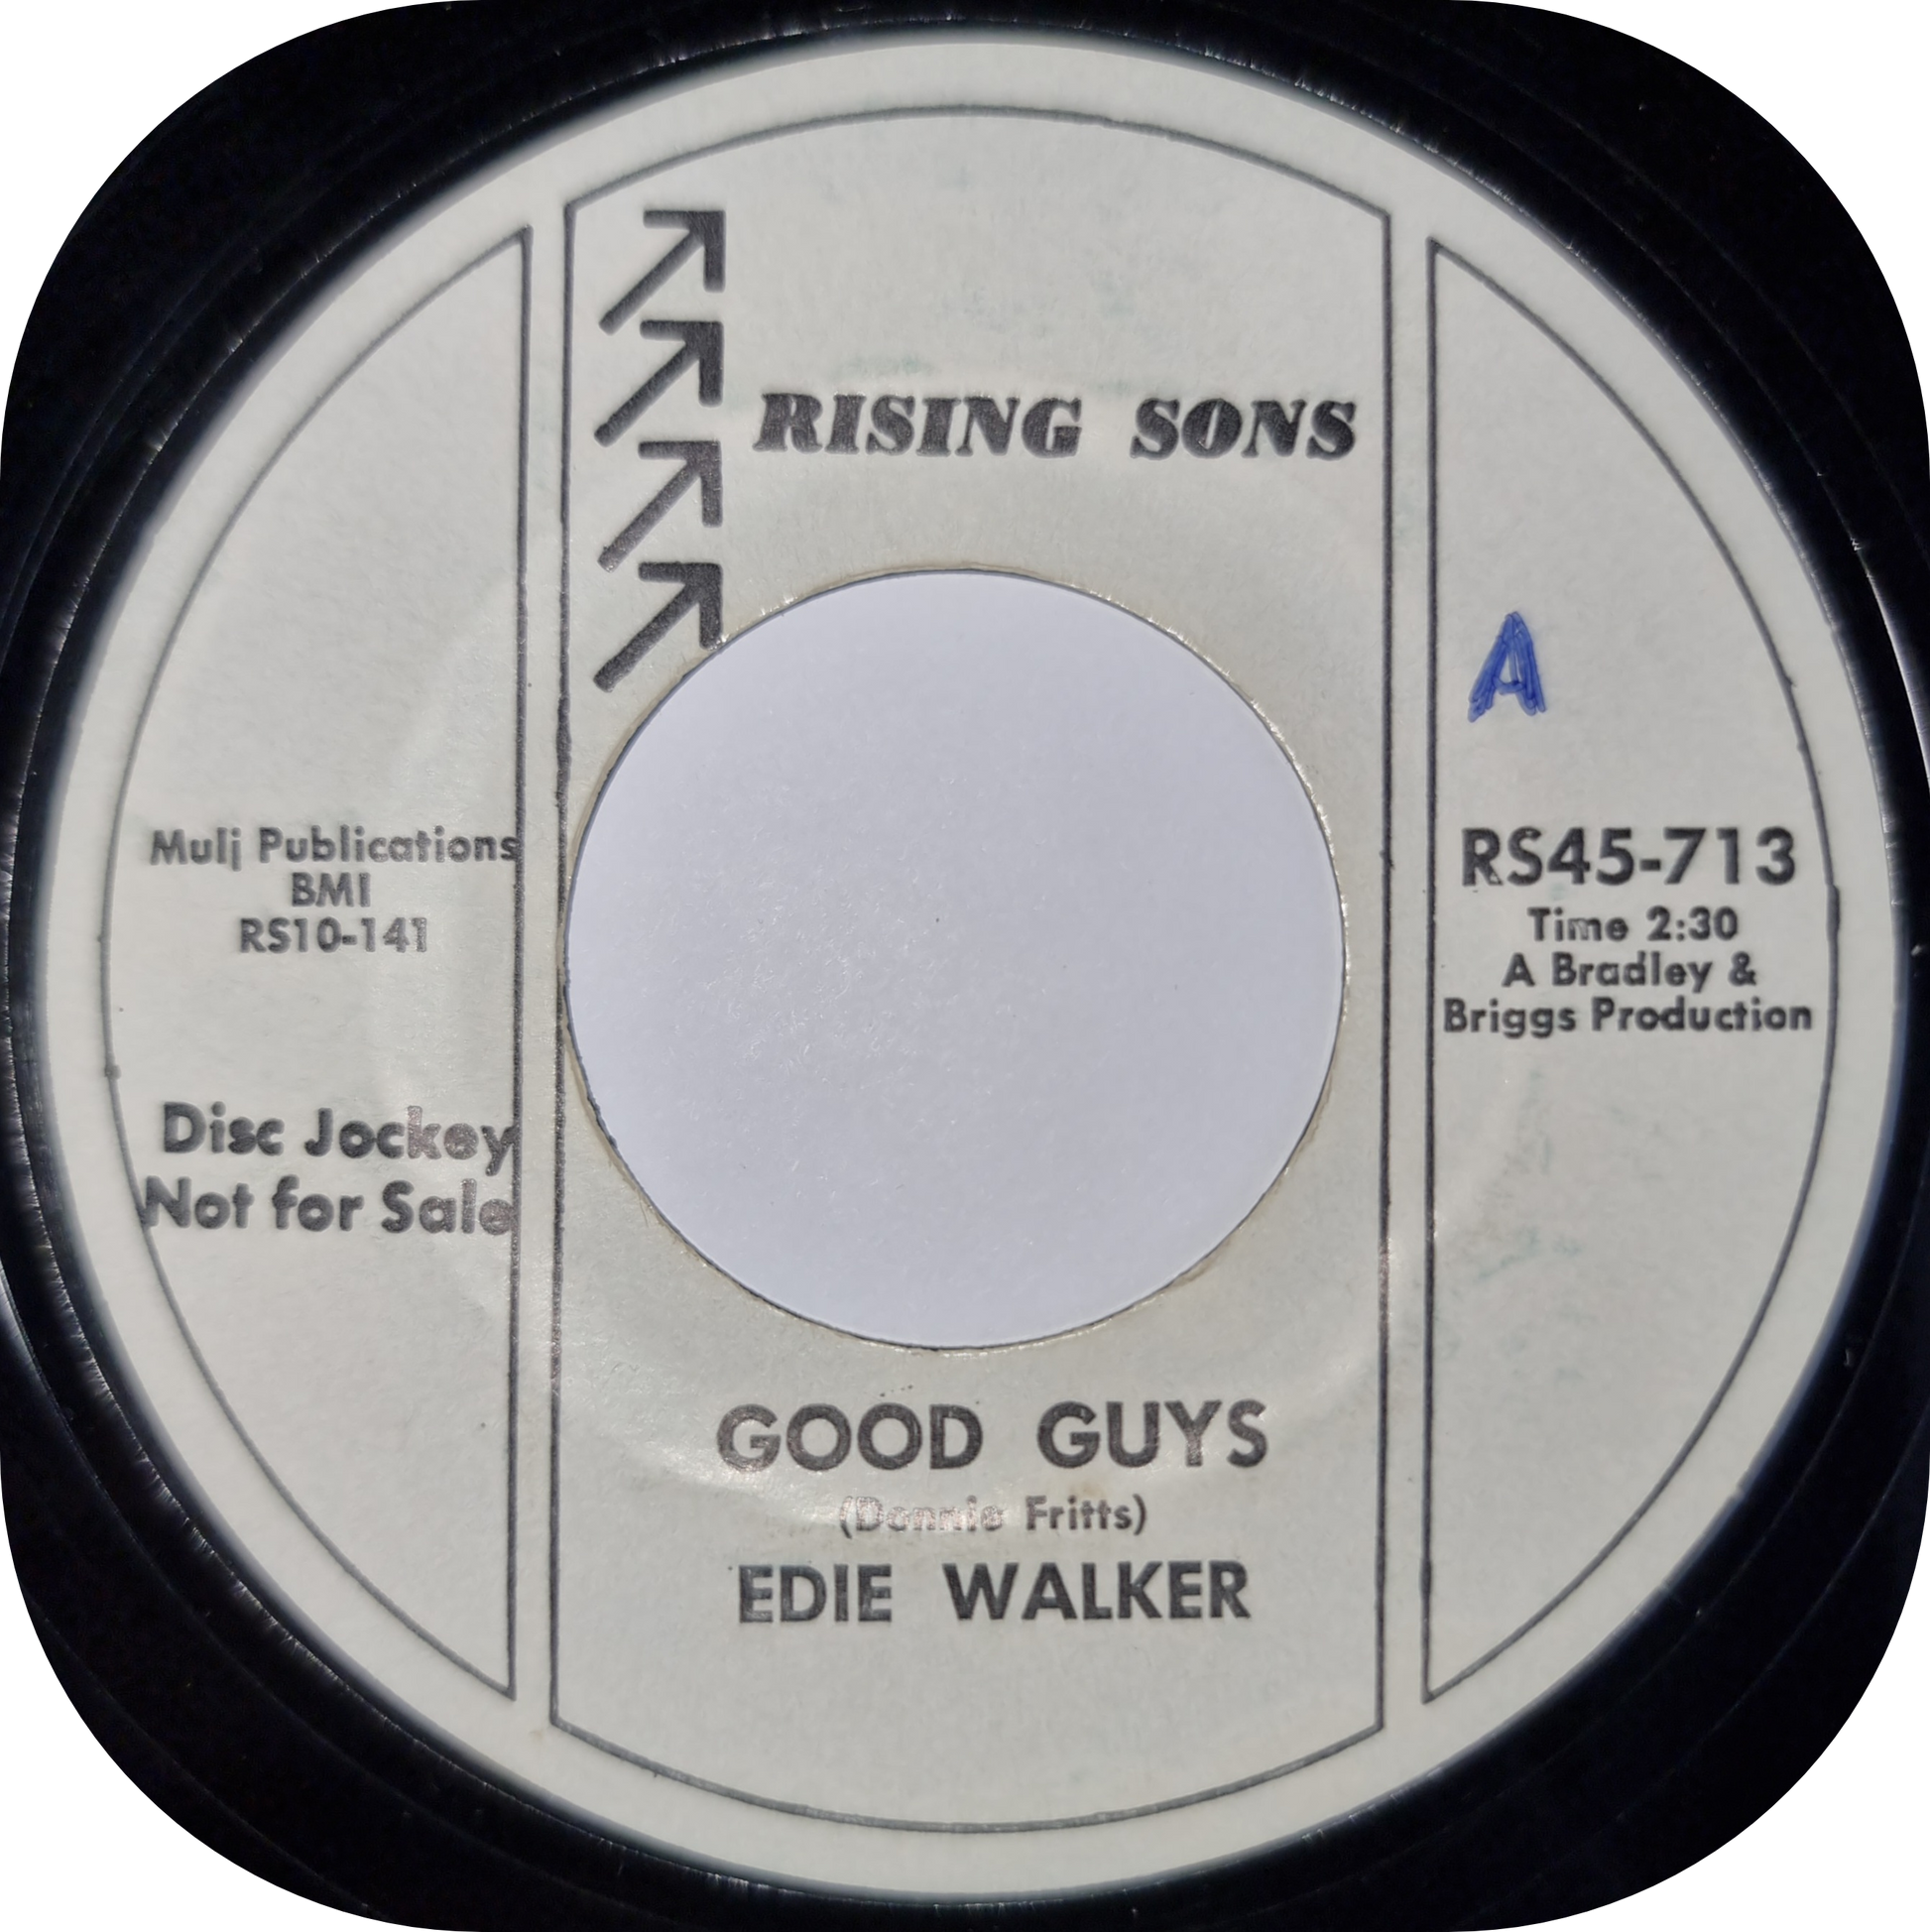 RISING SONS
A
Mulj Publications
BMI
RS10-141
Disc Jockey
Not for Sale
RS45-713
Time 2:30
A Bradley &
Briggs Production
GOOD GUYS
(Donnie Fritts)
EDIE WALKER